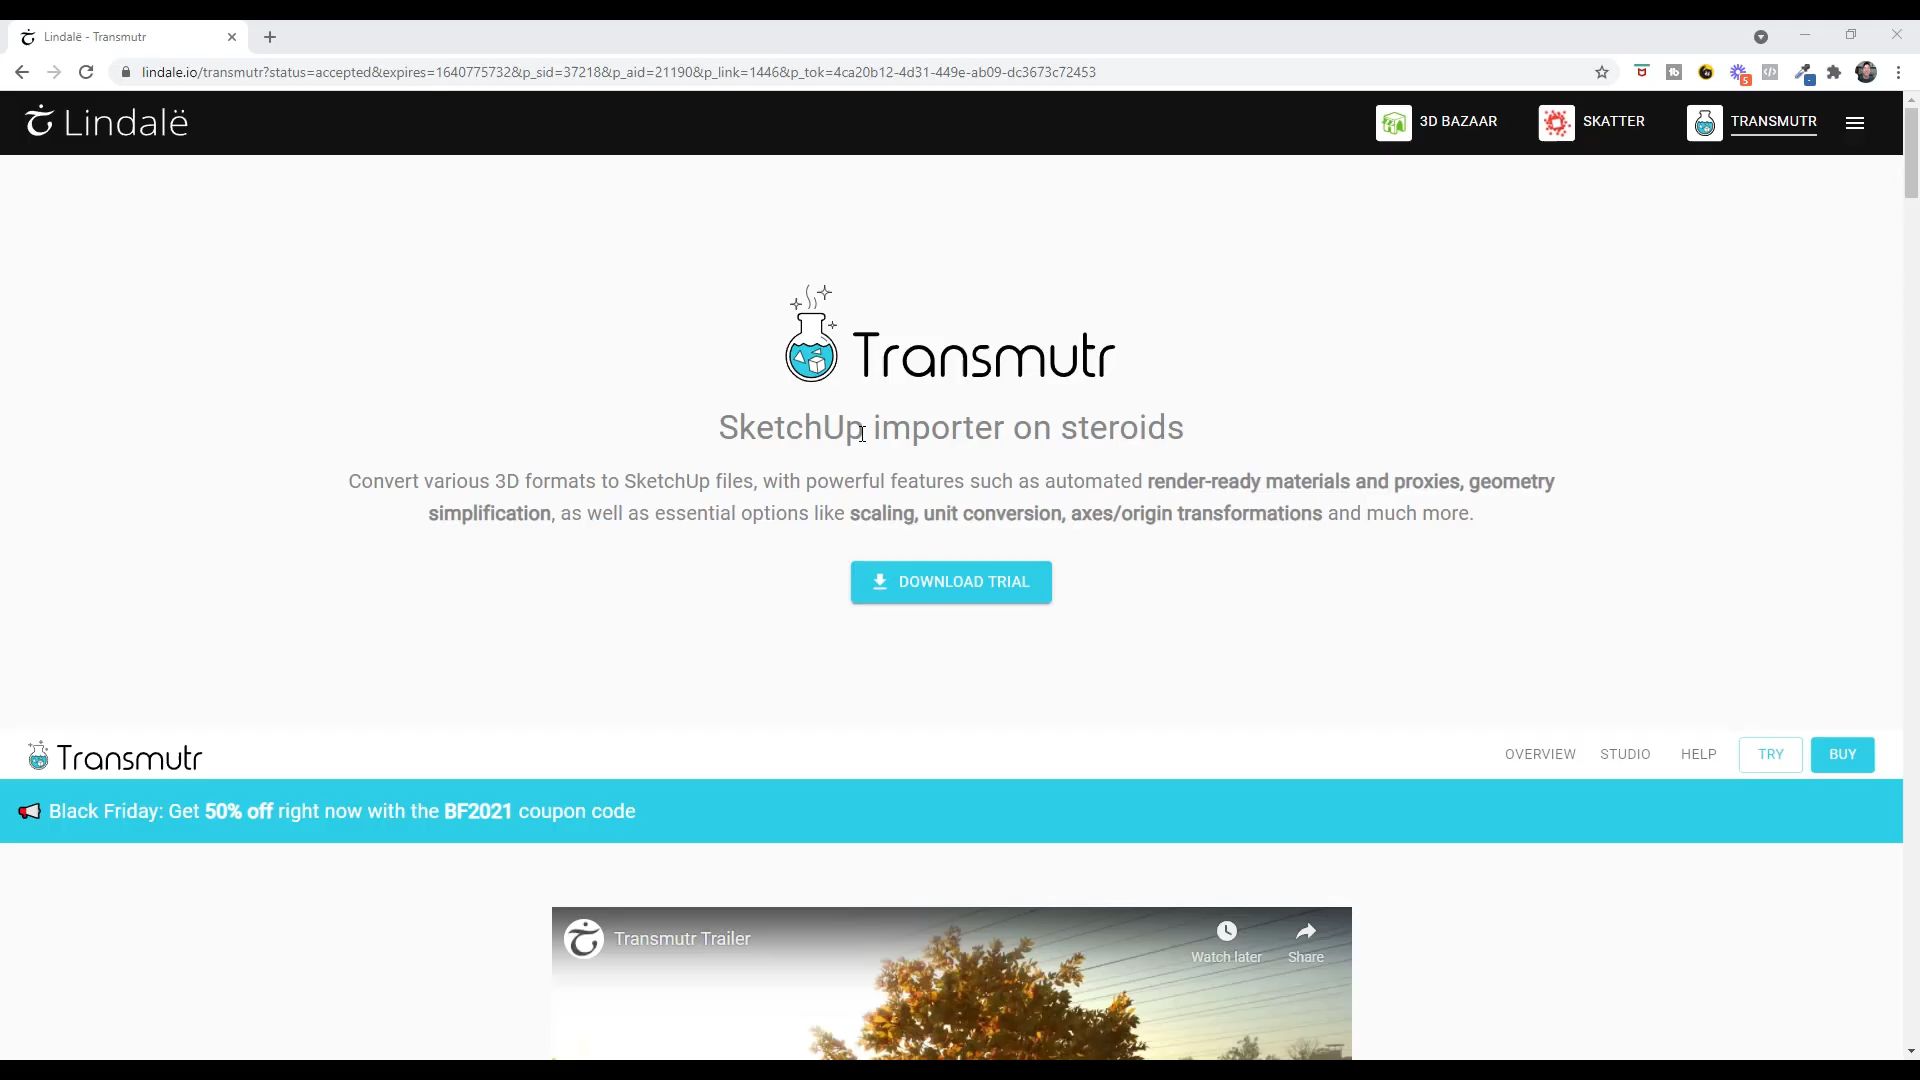 Lindalë - Transmutr
lindale.io/transmutr?status=accepted&expires=1640775732&p_sid=37218&p_aid=21190&p_link=1446&p_tok=4ca20b12-4d31-449e-ab09-dc3673c72453
Lindalë
3D BAZAAR
SKATTER
TRANSMUTR
Transmutr
SketchUp importer on steroids
Convert various 3D formats to SketchUp files, with powerful features such as automated render-ready materials and proxies, geometry
simplification, as well as essential options like scaling, unit conversion, axes/origin transformations and much more.
DOWNLOAD TRIAL
Transmutr
OVERVIEW
STUDIO
HELP
TRY
BUY
Black Friday: Get 50% off right now with the BF2021 coupon code
Transmutr Trailer
Watch later
Share